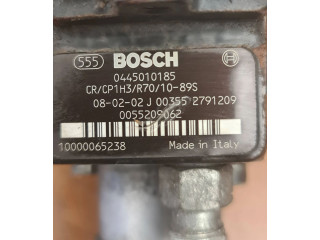 555 BOSCH
0445010185
CR/CP1H3/R70/10-89S
08-02-02 J 00355 2791209
0055209062
10000065238 Made in Italy